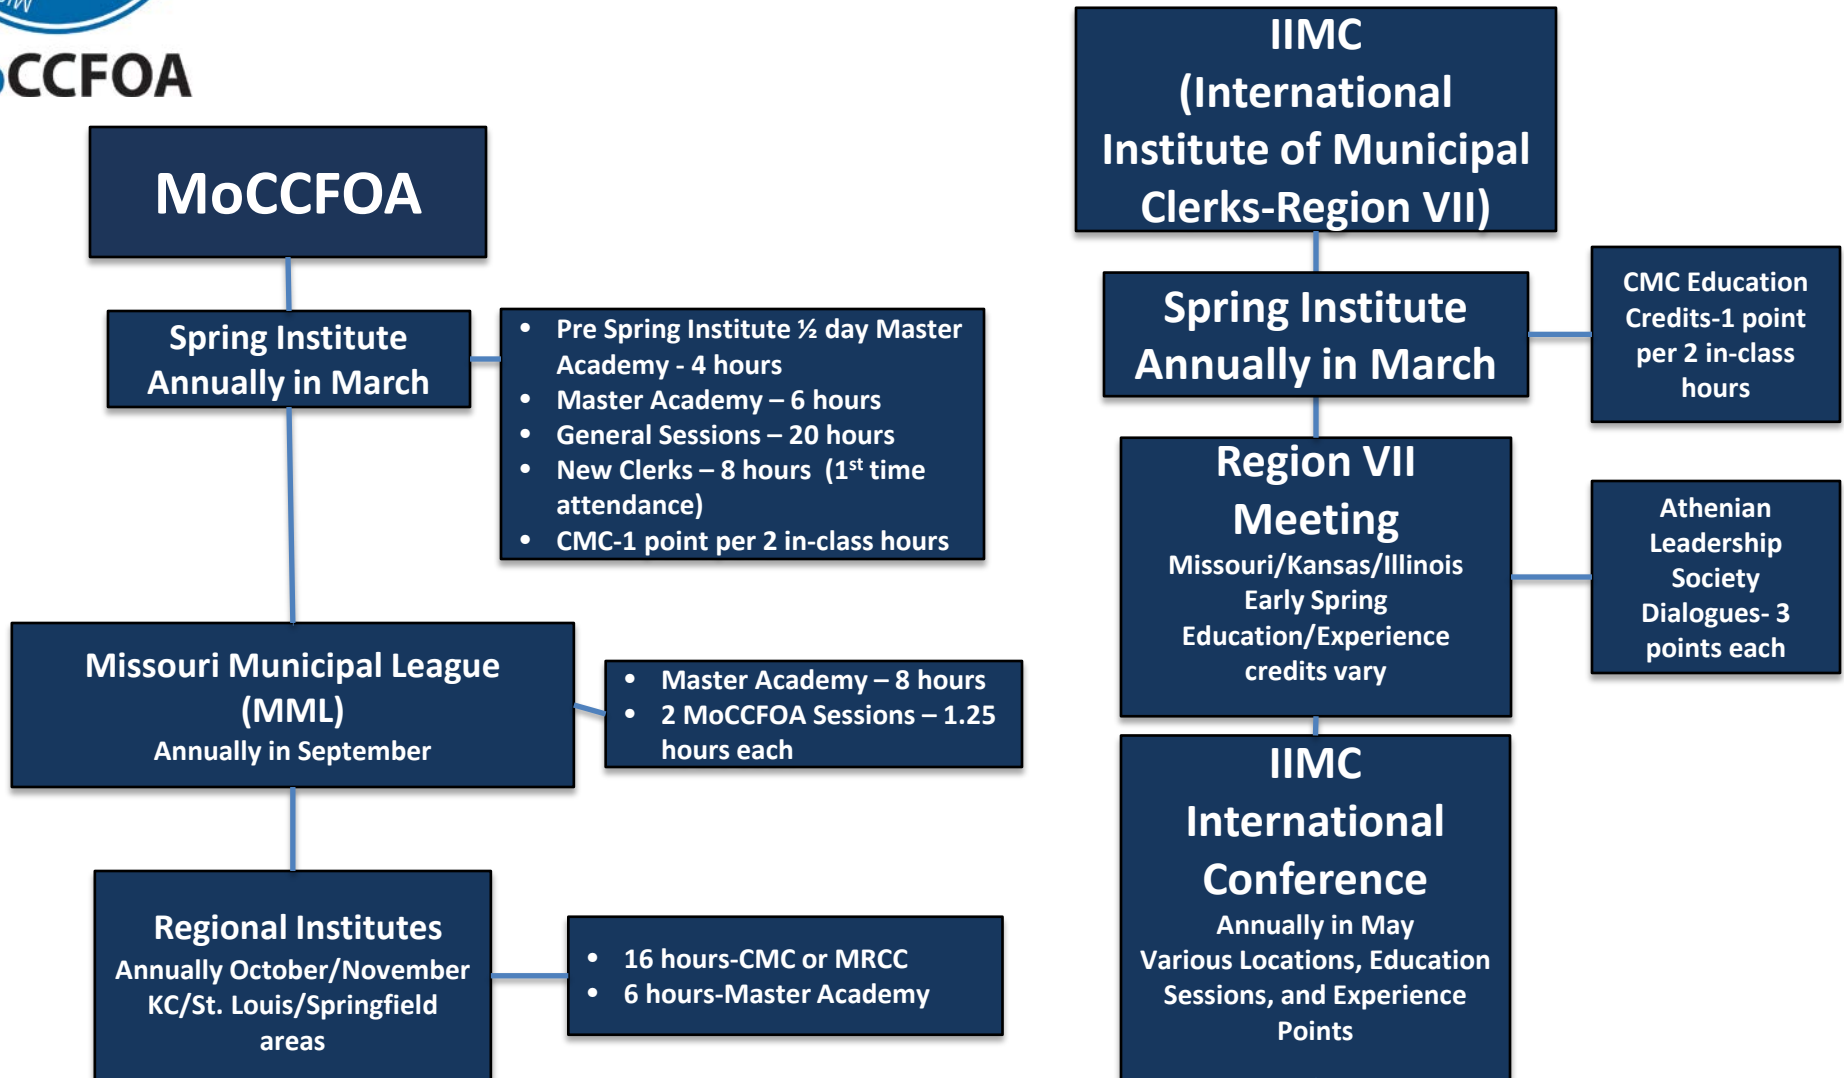 CCFOA
MoCCFOA
Spring Institute
Annually in March
• Pre Spring Institute ½ day Master
Academy - 4 hours
• Master Academy – 6 hours
• General Sessions – 20 hours
• New Clerks – 8 hours (1st time
attendance)
• CMC-1 point per 2 in-class hours
Missouri Municipal League
(MML)
Annually in September
• Master Academy – 8 hours
• 2 MoCCFOA Sessions – 1.25
hours each
Regional Institutes
Annually October/November
KC/St. Louis/Springfield
areas
• 16 hours-CMC or MRCC
• 6 hours-Master Academy
IIMC
(International
Institute of Municipal
Clerks-Region VII)
Spring Institute
Annually in March
CMC Education
Credits-1 point
per 2 in-class
hours
Region VII
Meeting
Missouri/Kansas/Illinois
Early Spring
Education/Experience
credits vary
Athenian
Leadership
Society
Dialogues- 3
points each
IIMC
International
Conference
Annually in May
Various Locations, Education
Sessions, and Experience
Points